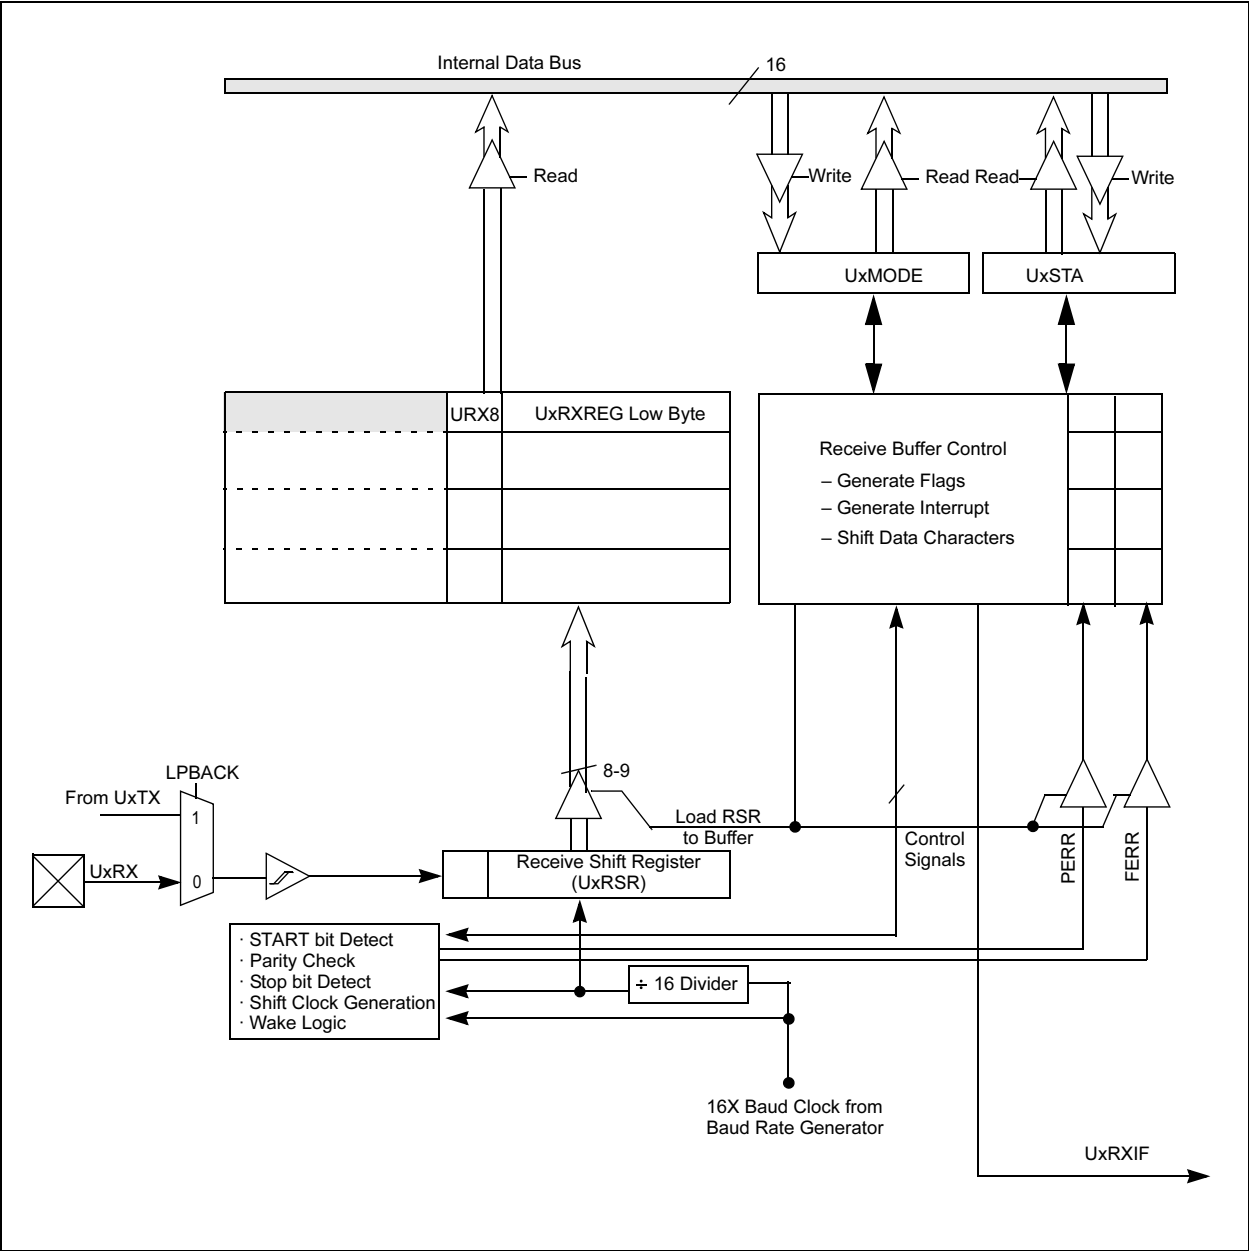 Internal Data Bus
16
Read
Write
Read Read
Write
UxMODE
UxSTA
URX8
UxRXREG Low Byte
Receive Buffer Control
– Generate Flags
– Generate Interrupt
– Shift Data Characters
LPBACK
From UxTX
1
8-9
Load RSR
to Buffer
Control
Signals
PERR
FERR
UxRX
0
Receive Shift Register
(UxRSR)
· START bit Detect
· Parity Check
· Stop bit Detect
· Shift Clock Generation
· Wake Logic
÷ 16 Divider
16X Baud Clock from
Baud Rate Generator
UxRXIF